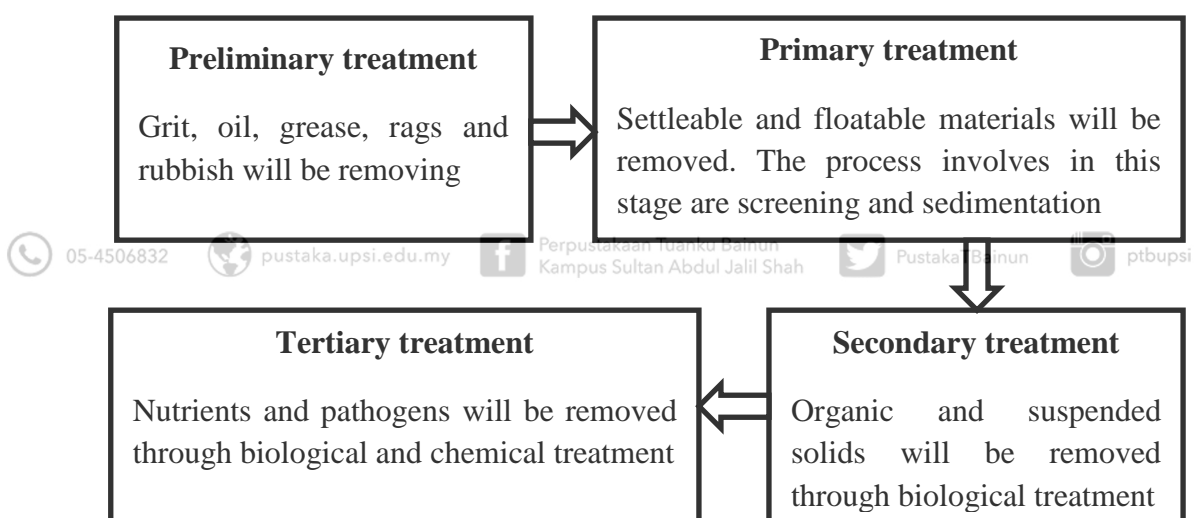 Preliminary treatment
Grit, oil, grease, rags and
rubbish will be removing
Primary treatment
Settleable and floatable materials will be
removed. The process involves in this
stage are screening and sedimentation
05-4506832
pustaka.upsi.edu.my
Perpustakaan Tuanku Bainun
Kampus Sultan Abdul Jalil Shah
PustakaTBainun
ptbupsi
Secondary treatment
Organic and suspended
solids will be removed
through biological treatment
Tertiary treatment
Nutrients and pathogens will be removed
through biological and chemical treatment